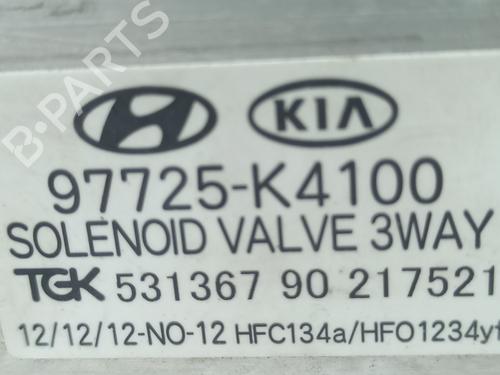 KIA
97725-K4100
SOLENOID VALVE 3WAY
TGK 531367 90 217521
12/12/12-NO-12 HFC134a/HFO1234yf
B-PARTS